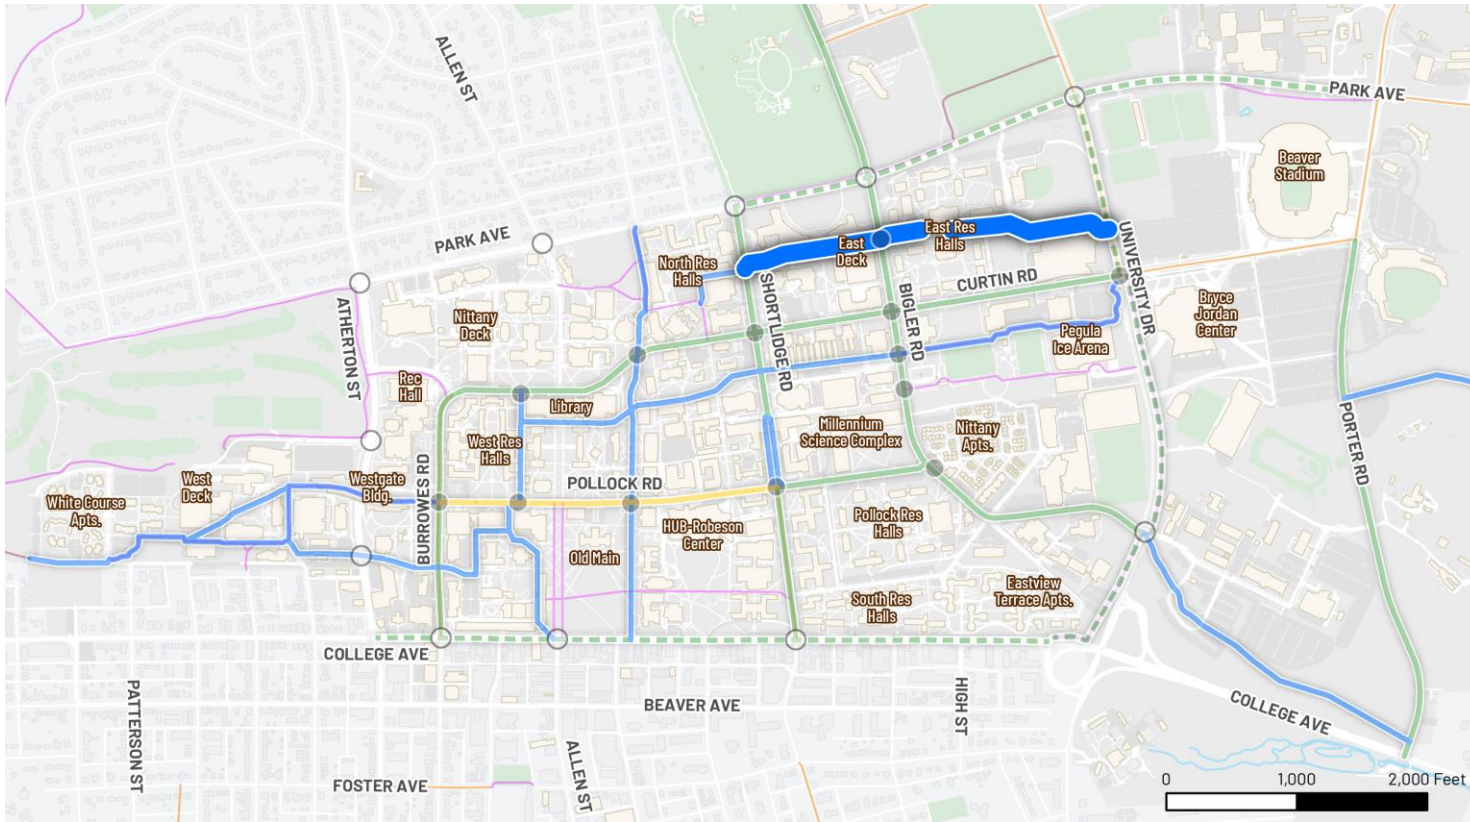 ALLEN ST
PARK AVE
Beaver
Stadium
PARK AVE
East Res
Halls
East
Deck
North Res
Halls
UNIVERSITY DR
CURTIN RD
SHORTLIDGE RD
BIGLER RD
Bryce
Jordan
Center
Nittany
Deck
ATHERTON ST
Pegula
Ice Arena
Rec
Hall
Library
PORTER RD
West Res
Halls
Millennium
Science Complex
Nittany
Apts.
West
Deck
Westgate
Bldg.
BURROWES RD
POLLOCK RD
White Course
Apts.
HUB-Robeson
Center
Pollock Res
Halls
Old Main
South Res
Halls
Eastview
Terrace Apts.
COLLEGE AVE
BEAVER AVE
HIGH ST
COLLEGE AVE
PATTERSON ST
ALLEN ST
FOSTER AVE
0 1,000 2,000 Feet